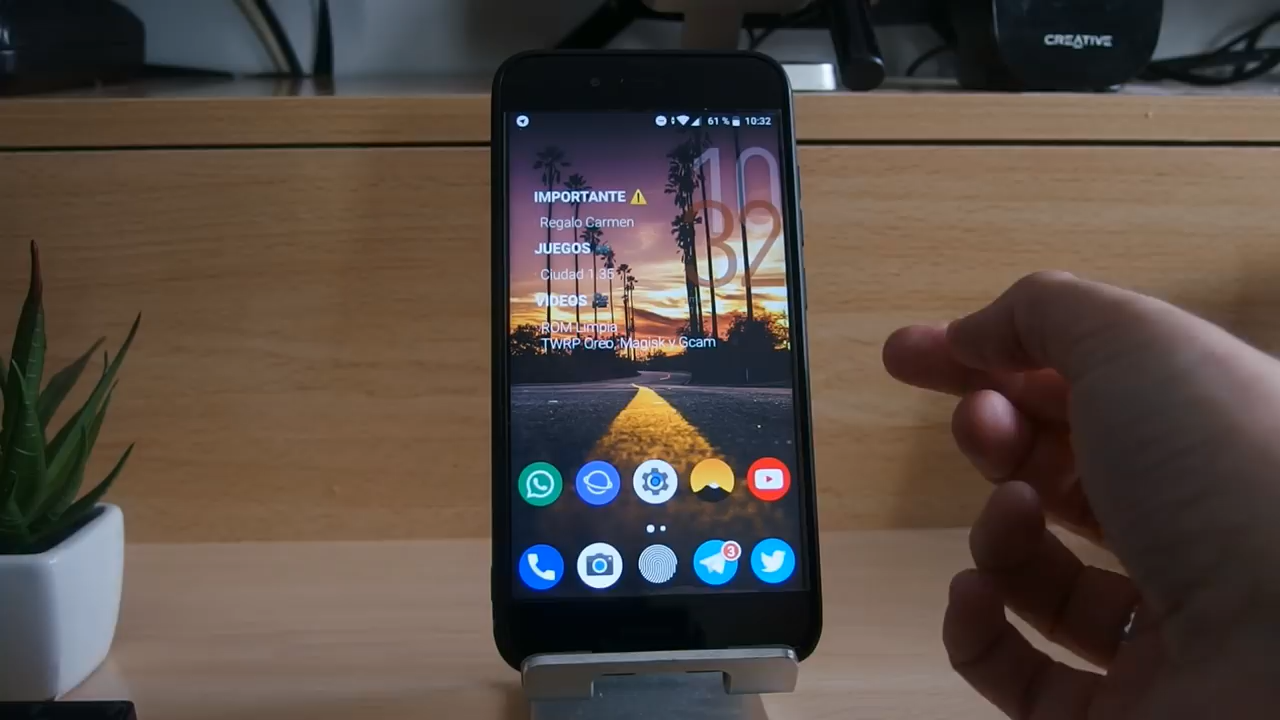 CREATIVE
61 % 10:32
10
32
IMPORTANTE
Regalo Carmen
JUEGOS
Ciudad 1.35
VIDEOS
ROM Limpia
TWRP Oreo, Magisk y Gcam
3